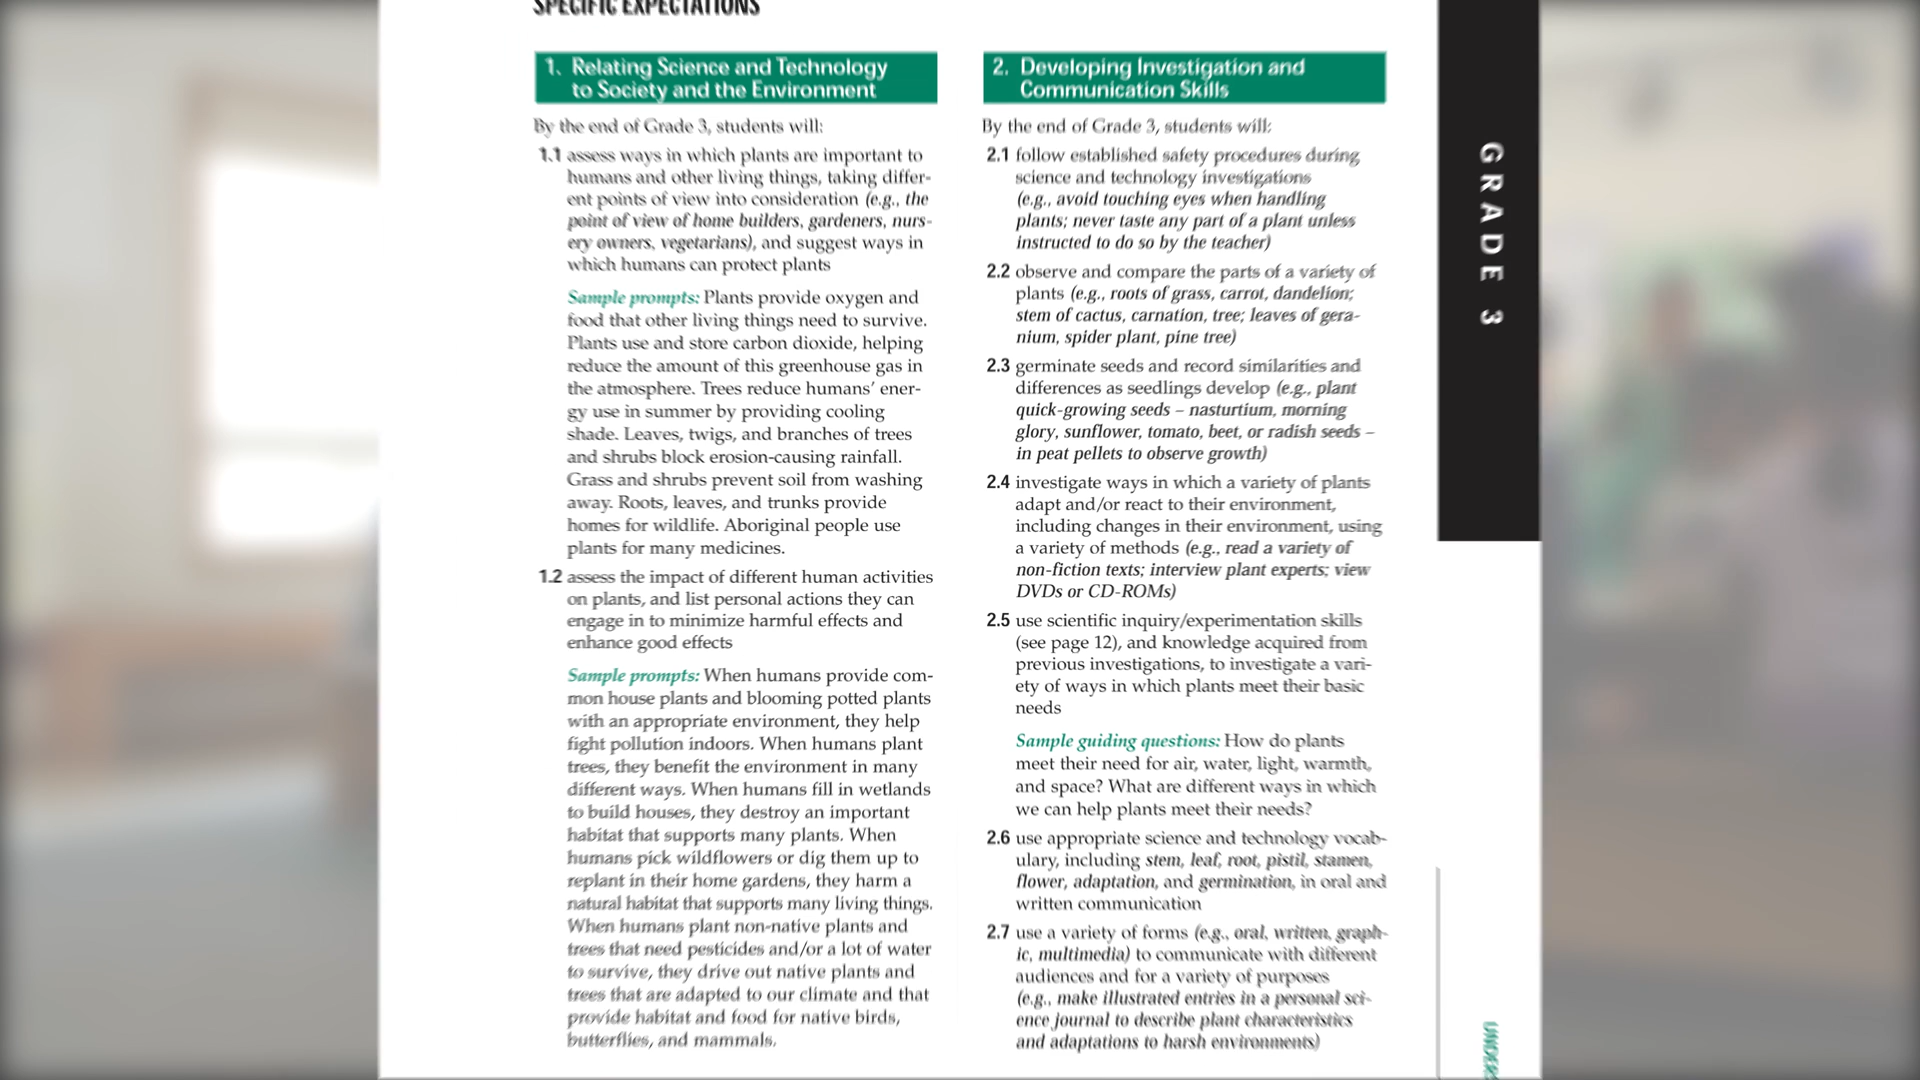 SPECIFIC EXPECTATIONS
1. Relating Science and Technology
to Society and the Environment
By the end of Grade 3, students will:
1.1 assess ways in which plants are important to
humans and other living things, taking differ-
ent points of view into consideration (e.g., the
point of view of home builders, gardeners, nurs-
ery owners, vegetarians), and suggest ways in
which humans can protect plants
Sample prompts: Plants provide oxygen and
food that other living things need to survive.
Plants use and store carbon dioxide, helping
reduce the amount of this greenhouse gas in
the atmosphere. Trees reduce humans' ener-
gy use in summer by providing cooling
shade. Leaves, twigs, and branches of trees
and shrubs block erosion-causing rainfall.
Grass and shrubs prevent soil from washing
away. Roots, leaves, and trunks provide
homes for wildlife. Aboriginal people use
plants for many medicines.
1.2 assess the impact of different human activities
on plants, and list personal actions they can
engage in to minimize harmful effects and
enhance good effects
Sample prompts: When humans provide com-
mon house plants and blooming potted plants
with an appropriate environment, they help
fight pollution indoors. When humans plant
trees, they benefit the environment in many
different ways. When humans fill in wetlands
to build houses, they destroy an important
habitat that supports many plants. When
humans pick wildflowers or dig them up to
replant in their home gardens, they harm a
natural habitat that supports many living things.
When humans plant non-native plants and
trees that need pesticides and/or a lot of water
to survive, they drive out native plants and
trees that are adapted to our climate and that
provide habitat and food for native birds,
butterflies, and mammals.
2. Developing Investigation and
Communication Skills
By the end of Grade 3, students will:
2.1 follow established safety procedures during
science and technology investigations
(e.g., avoid touching eyes when handling
plants; never taste any part of a plant unless
instructed to do so by the teacher)
2.2 observe and compare the parts of a variety of
plants (e.g., roots of grass, carrot, dandelion;
stem of cactus, carnation, tree; leaves of gera-
nium, spider plant, pine tree)
2.3 germinate seeds and record similarities and
differences as seedlings develop (e.g., plant
quick-growing seeds – nasturtium, morning
glory, sunflower, tomato, beet, or radish seeds –
in peat pellets to observe growth)
2.4 investigate ways in which a variety of plants
adapt and/or react to their environment,
including changes in their environment, using
a variety of methods (e.g., read a variety of
non-fiction texts; interview plant experts; view
DVDs or CD-ROMs)
2.5 use scientific inquiry/experimentation skills
(see page 12), and knowledge acquired from
previous investigations, to investigate a vari-
ety of ways in which plants meet their basic
needs
Sample guiding questions: How do plants
meet their need for air, water, light, warmth,
and space? What are different ways in which
we can help plants meet their needs?
2.6 use appropriate science and technology vocab-
ulary, including stem, leaf, root, pistil, stamen,
flower, adaptation, and germination, in oral and
written communication
2.7 use a variety of forms (e.g., oral, written, graph-
ic, multimedia) to communicate with different
audiences and for a variety of purposes
(e.g., make illustrated entries in a personal sci-
ence journal to describe plant characteristics
and adaptations to harsh environments)
GRADE 3